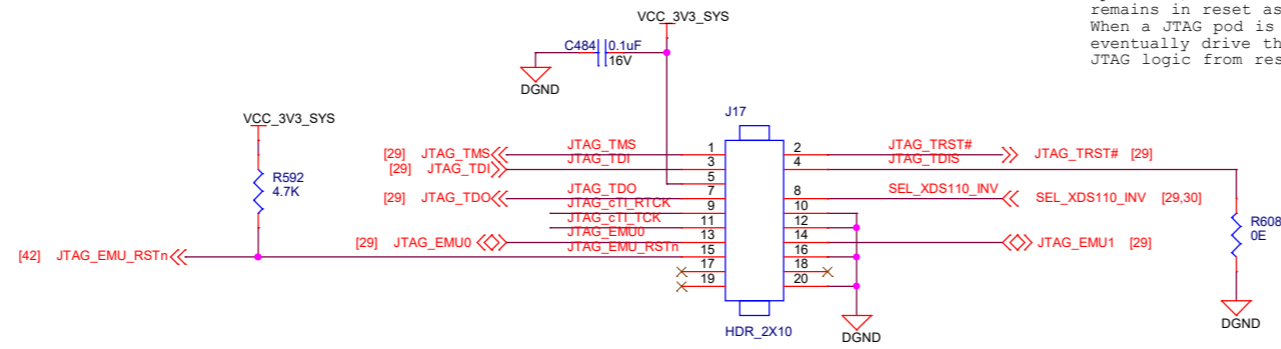 remains in reset as
When a JTAG pod is
eventually drive th
JTAG logic from res
VCC_3V3_SYS
C484 0.1uF
16V
DGND
VCC_3V3_SYS
R592
4.7K
J17
[29] JTAG_TMS JTAG_TMS 1 2 JTAG_TRST# JTAG_TRST# [29]
[29] JTAG_TDI JTAG_TDI 3 4 JTAG_TDIS
5
[29] JTAG_TDO JTAG_TDO 7 8 SEL_XDS110_INV SEL_XDS110_INV [29,30]
JTAG_cTI_RTCK 9 10
JTAG_cTI_TCK 11 12
[29] JTAG_EMU0 JTAG_EMU0 13 14 JTAG_EMU1 [29]
[42] JTAG_EMU_RSTn JTAG_EMU_RSTn 15 16
17 18
19 20
R608
0E
HDR_2X10
DGND
DGND